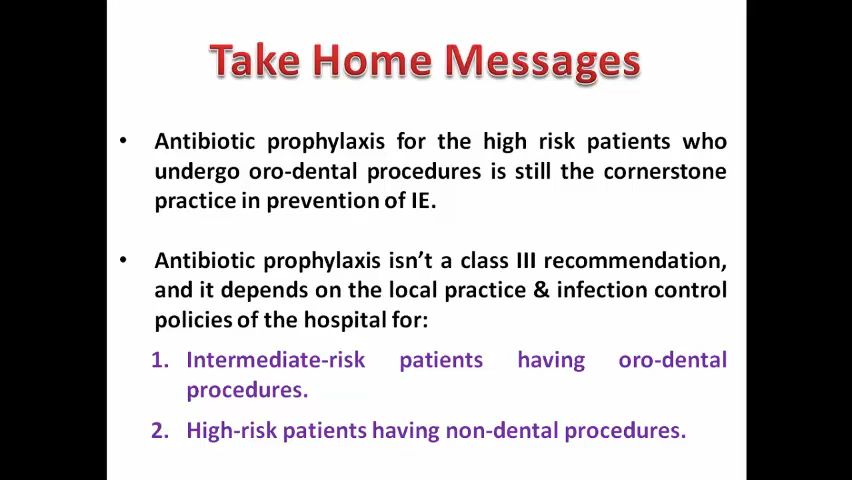 Take Home Messages
• Antibiotic prophylaxis for the high risk patients who
undergo oro-dental procedures is still the cornerstone
practice in prevention of IE.
• Antibiotic prophylaxis isn’t a class III recommendation,
and it depends on the local practice & infection control
policies of the hospital for:
1. Intermediate-risk patients having oro-dental
procedures.
2. High-risk patients having non-dental procedures.